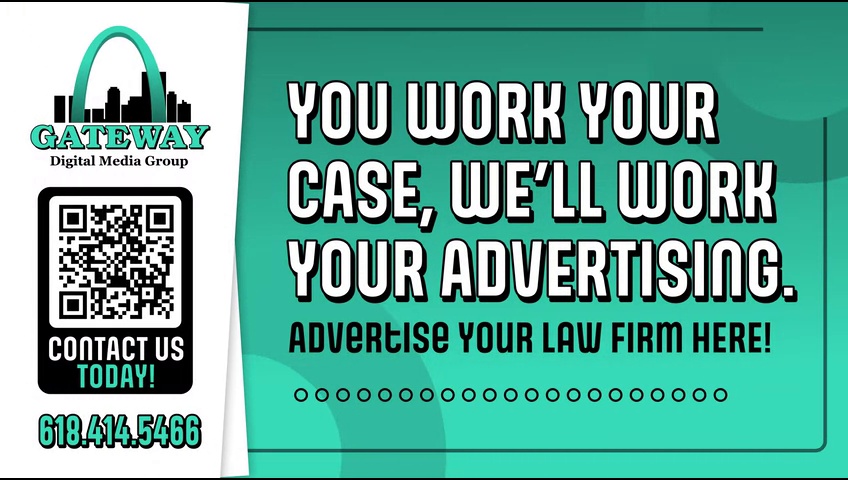 GATEWAY
Digital Media Group
CONTACT US
TODAY!
618.414.5466
YOU WORK YOUR
CASE, WE'LL WORK
YOUR ADVERTISING.
ADVERTISE YOUR LAW FIRM HERE!